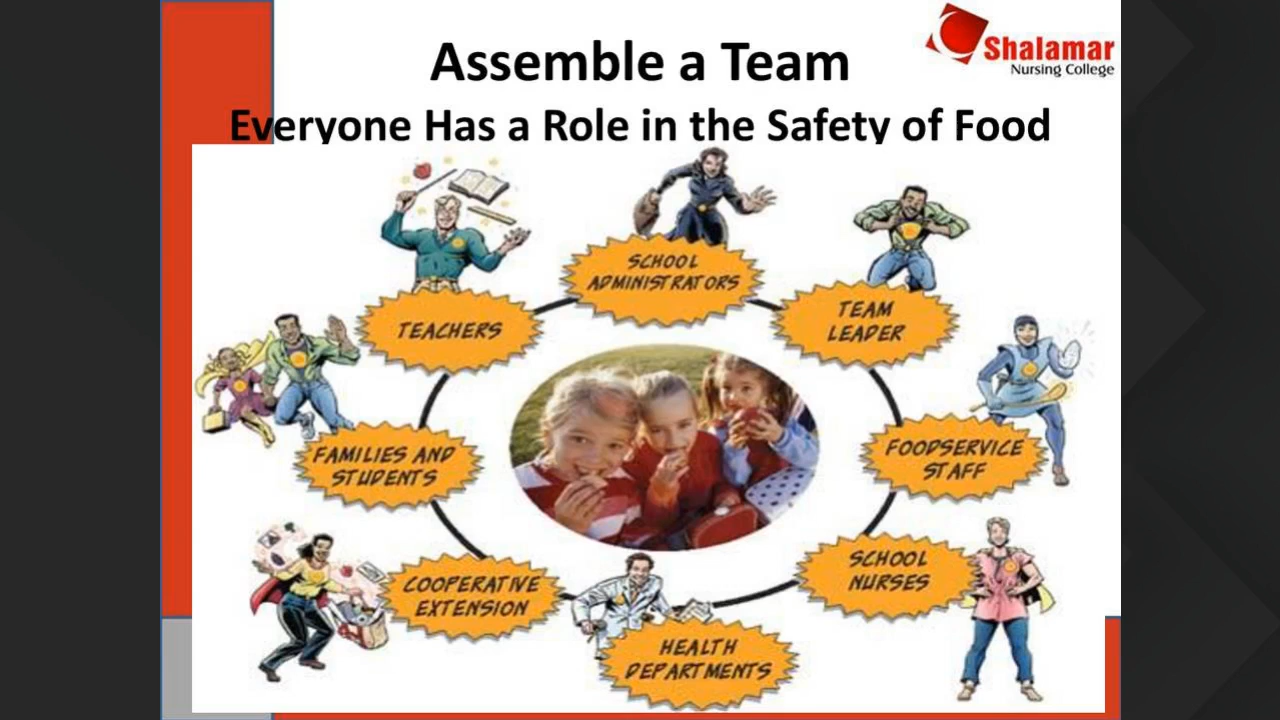 Assemble a Team
Shalamar
Nursing College
Everyone Has a Role in the Safety of Food
SCHOOL
ADMINISTRATORS
TEAM
LEADER
TEACHERS
FOODSERVICE
STAFF
FAMILIES AND
STUDENTS
SCHOOL
NURSES
COOPERATIVE
EXTENSION
HEALTH
DEPARTMENTS